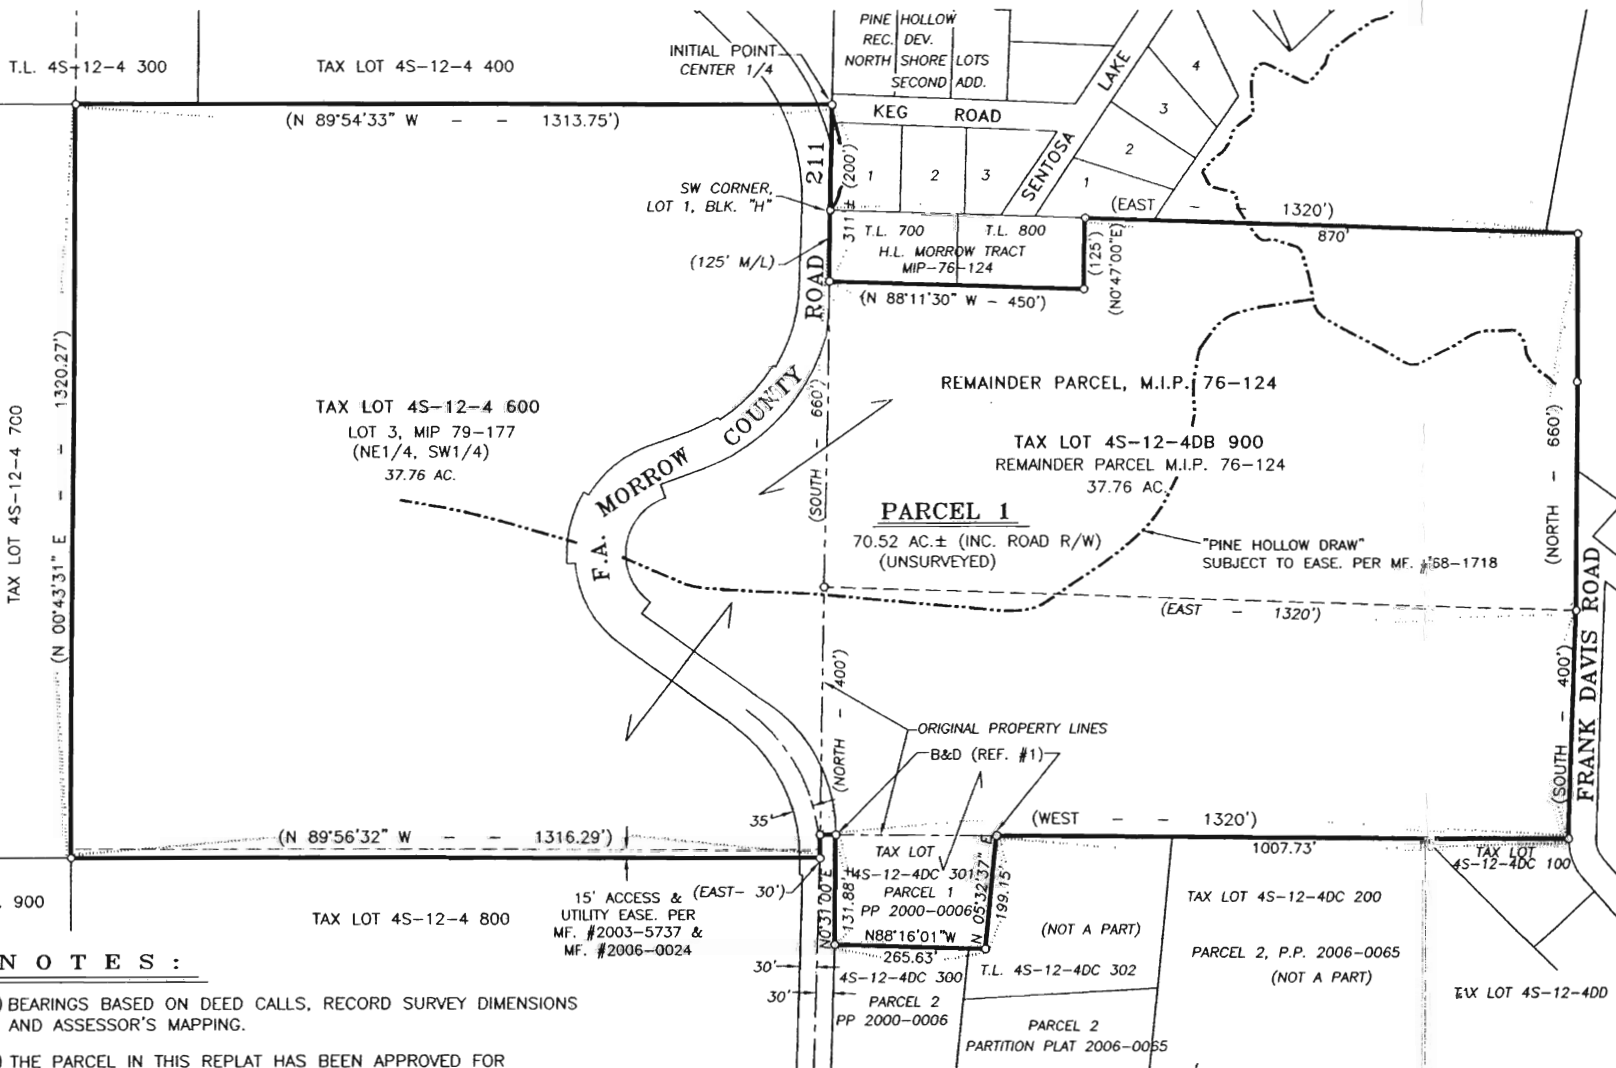 T.L. 4S-12-4 300
TAX LOT 4S-12-4 400
INITIAL POINT
CENTER 1/4
PINE HOLLOW
REC. DEV.
NORTH SHORE LOTS
SECOND ADD.
LAKE
SENTOSA
4
3
2
1
KEG ROAD
1
2
3
(N 89°54'33" W - - 1313.75')
211
(200')
311'±
SW CORNER,
LOT 1, BLK. "H"
(125' M/L)
T.L. 700
T.L. 800
H.L. MORROW TRACT
MIP-76-124
(N 88°11'30" W - 450')
(125')
(N0°47'00"E)
(EAST - - 1320')
870'
F.A. MORROW COUNTY ROAD
TAX LOT 4S-12-4 700
(N 00°43'31" E - - 1320.27')
TAX LOT 4S-12-4 600
LOT 3, MIP 79-177
(NE1/4, SW1/4)
37.76 AC.
(SOUTH - 660')
REMAINDER PARCEL, M.I.P. 76-124
TAX LOT 4S-12-4DB 900
REMAINDER PARCEL M.I.P. 76-124
37.76 AC.
PARCEL 1
70.52 AC.± (INC. ROAD R/W)
(UNSURVEYED)
"PINE HOLLOW DRAW"
SUBJECT TO EASE. PER MF. #68-1718
(NORTH - 660')
(EAST - 1320')
FRANK DAVIS ROAD
(SOUTH - 400')
(NORTH - 400')
ORIGINAL PROPERTY LINES
B&D (REF. #1)
(WEST - - 1320')
1007.73'
35'
(N 89°56'32" W - - 1316.29')
TAX LOT
4S-12-4DC 301
PARCEL 1
PP 2000-0006
N0°31'00"E
131.88'
N88°16'01"W
265.63'
N 05°32'37" E
199.15'
TAX LOT
4S-12-4DC 100
TAX LOT 4S-12-4DC 200
PARCEL 2, P.P. 2006-0065
(NOT A PART)
(NOT A PART)
T.L. 4S-12-4DC 302
4S-12-4DC 300
PARCEL 2
PP 2000-0006
PARCEL 2
PARTITION PLAT 2006-0065
TAX LOT 4S-12-4DD
15' ACCESS &
UTILITY EASE. PER
MF. #2003-5737 &
MF. #2006-0024
(EAST- 30')
30'
30'
900
TAX LOT 4S-12-4 800
NOTES:
) BEARINGS BASED ON DEED CALLS, RECORD SURVEY DIMENSIONS
AND ASSESSOR'S MAPPING.
) THE PARCEL IN THIS REPLAT HAS BEEN APPROVED FOR